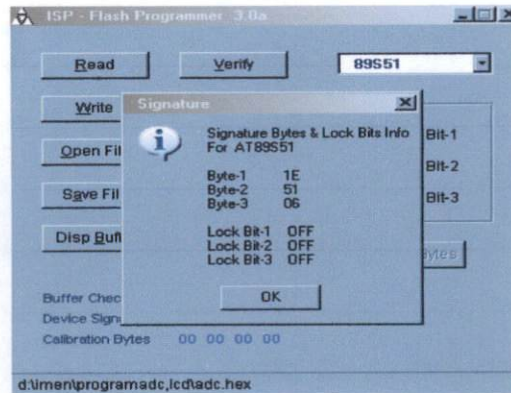 ISP - Flash Programmer 3.0a
Read
Verify
89S51
Write
Signature
Signature Bytes & Lock Bits Info
For AT89S51
Byte-1 1E
Byte-2 51
Byte-3 06
Lock Bit-1 OFF
Lock Bit-2 OFF
Lock Bit-3 OFF
OK
Open Fil
Save Fil
Disp Buff
Bit-1
Bit-2
Bit-3
Bytes
Buffer Chec
Device Sign
Calibration Bytes 00 00 00 00
d:\imen\programadc,lcd\adc.hex